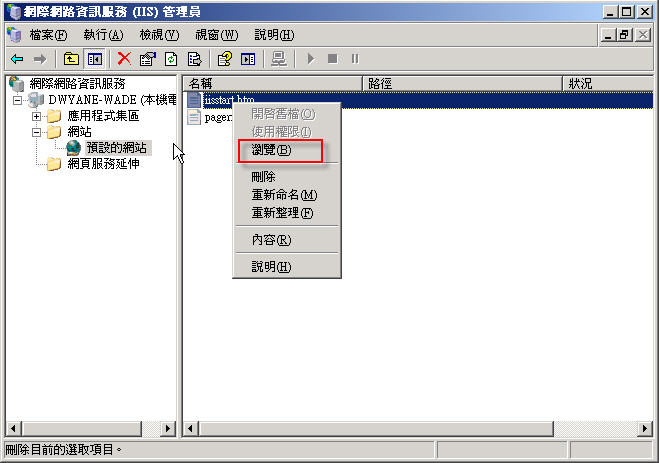 網際網路資訊服務 (IIS) 管理員
檔案(F) 執行(A) 檢視(V) 視窗(W) 說明(H)
網際網路資訊服務
DWYANE-WADE (本機電
應用程式集區
網站
預設的網站
網頁服務延伸
名稱 路徑 狀況
iisstart.htm
pager
開啓舊檔(O)
使用權限(I)
瀏覽(B)
刪除
重新命名(M)
重新整理(F)
內容(R)
說明(H)
刪除目前的選取項目。